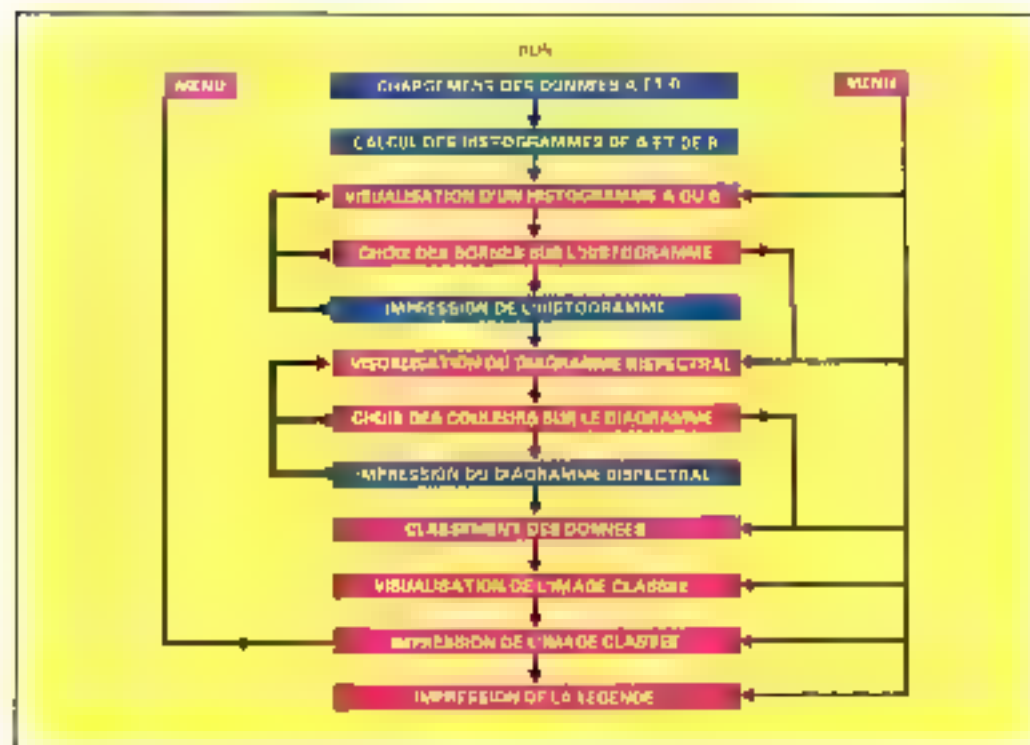 MENU
CHARGEMENT DES DONNEES A ET B
MENU
CALCUL DES HISTOGRAMMES DE A ET DE B
VISUALISATION D'UN HISTOGRAMME A OU B
CHOIX DES BORNES SUR L'HISTOGRAMME
IMPRESSION DE L'HISTOGRAMME
VISUALISATION DU DIAGRAMME BISPECTRAL
CHOIX DES COULEURS SUR LE DIAGRAMME
IMPRESSION DU DIAGRAMME BISPECTRAL
CLASSEMENT DES DONNEES
VISUALISATION DE L'IMAGE CLASSEE
IMPRESSION DE L'IMAGE CLASSEE
IMPRESSION DE LA LEGENDE